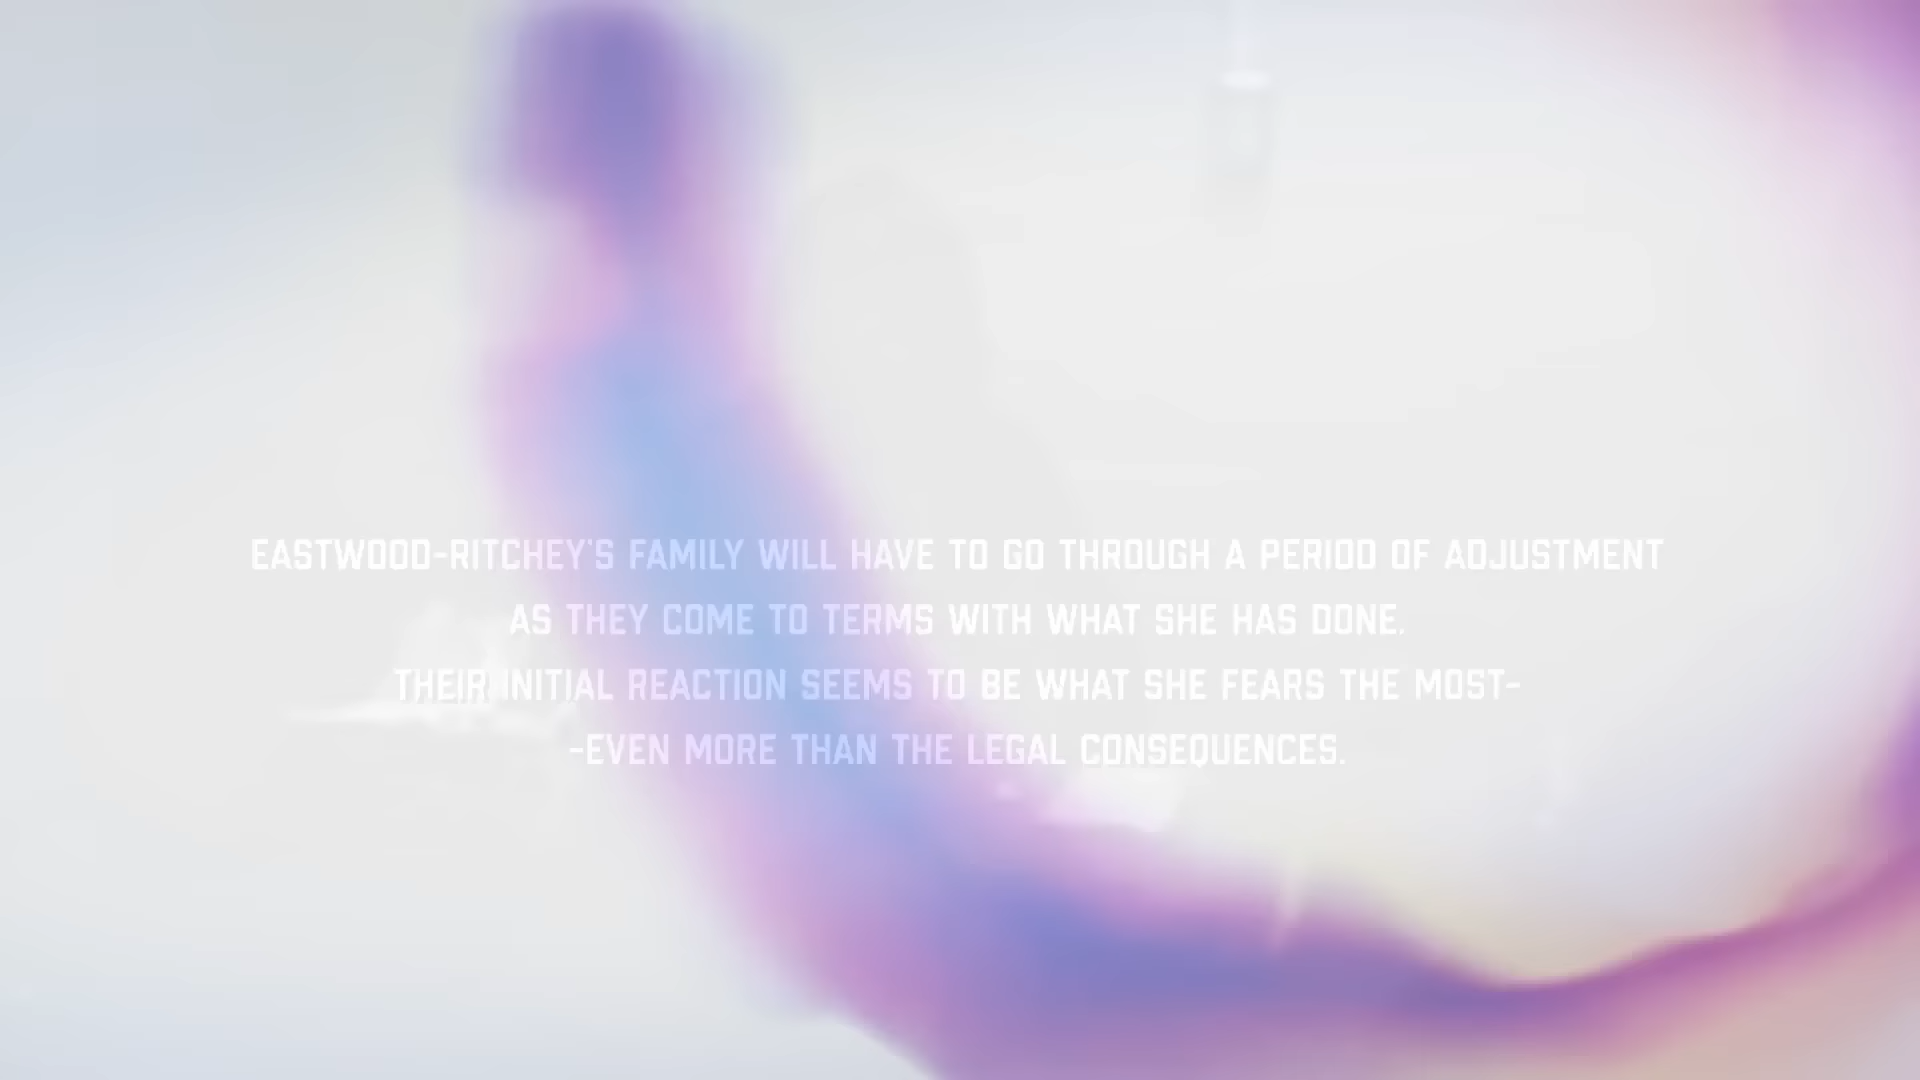 EASTWOOD-RITCHEY'S FAMILY WILL HAVE TO GO THROUGH A PERIOD OF ADJUSTMENT
AS THEY COME TO TERMS WITH WHAT SHE HAS DONE.
THEIR INITIAL REACTION SEEMS TO BE WHAT SHE FEARS THE MOST-
-EVEN MORE THAN THE LEGAL CONSEQUENCES.